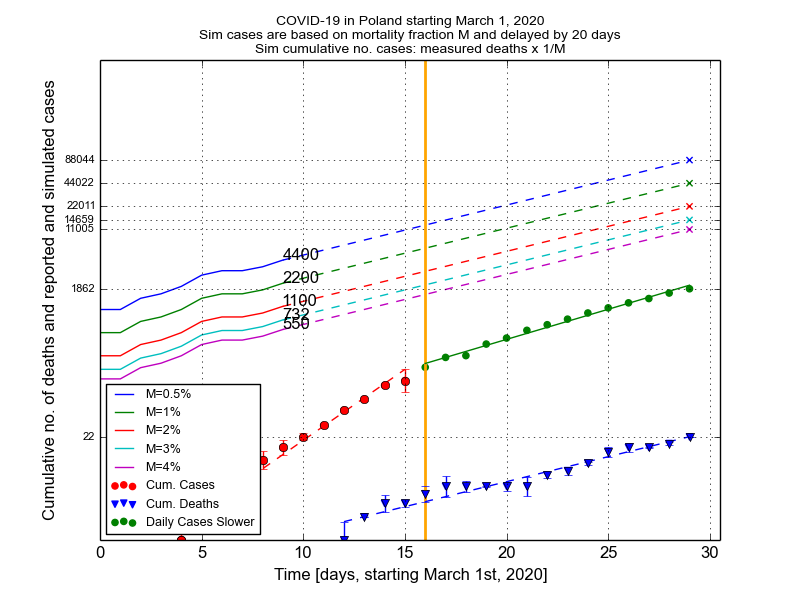 COVID-19 in Poland starting March 1, 2020
Sim cases are based on mortality fraction M and delayed by 20 days
Sim cumulative no. cases: measured deaths x 1/M
Cumulative no. of deaths and reported and simulated cases
88044
44022
22011
14659
11005
1862
22
4400
2200
1100
732
550
M=0.5%
M=1%
M=2%
M=3%
M=4%
Cum. Cases
Cum. Deaths
Daily Cases Slower
0 5 10 15 20 25 30
Time [days, starting March 1st, 2020]